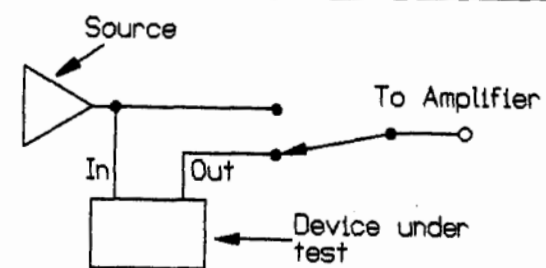 Source
To Amplifier
In
Out
Device under
test